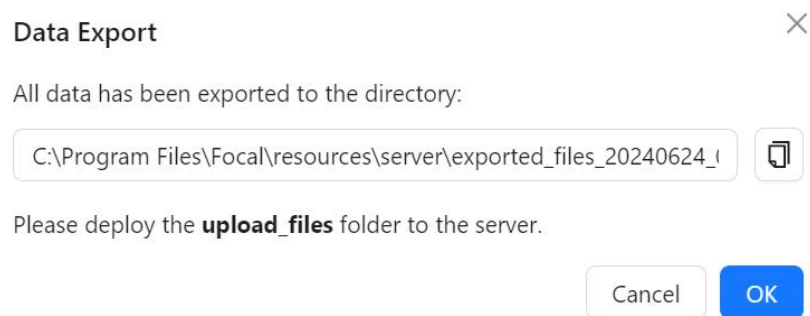 Data Export
All data has been exported to the directory:
C:\Program Files\Focal\resources\server\exported_files_20240624_
Please deploy the upload_files folder to the server.
Cancel
OK